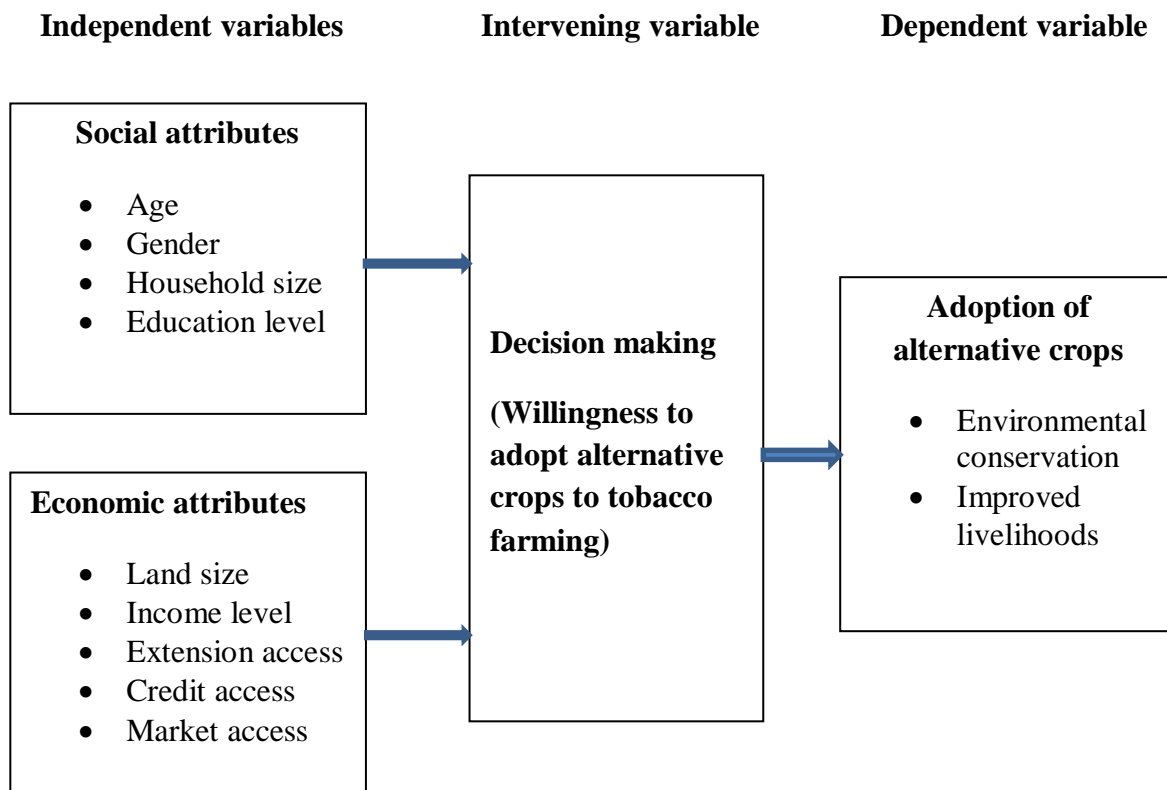 Independent variables
Intervening variable
Dependent variable
Social attributes
• Age
• Gender
• Household size
• Education level
Economic attributes
• Land size
• Income level
• Extension access
• Credit access
• Market access
Decision making
(Willingness to
adopt alternative
crops to tobacco
farming)
Adoption of
alternative crops
• Environmental
conservation
• Improved
livelihoods